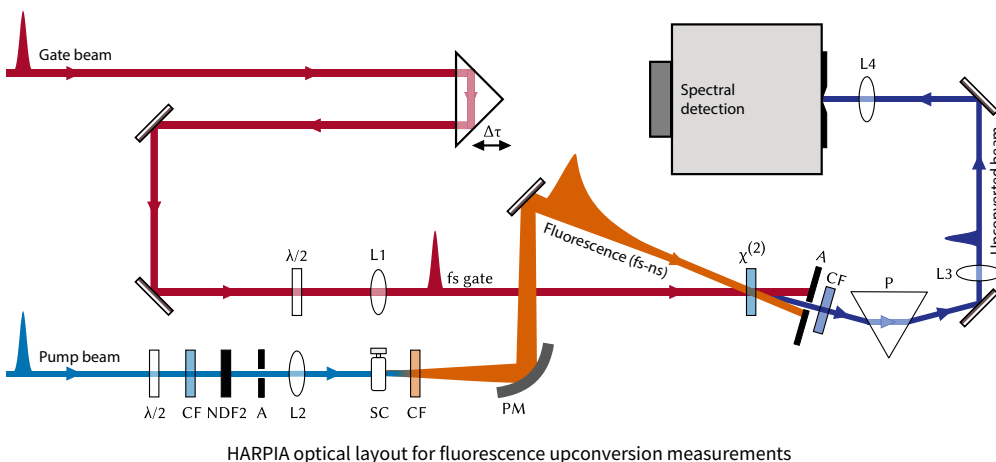 Gate beam
L4
Spectral
detection
Δτ
Upconverted beam
Fluorescence (fs-ns)
χ(2)
A
CF
λ/2
L1
fs gate
P
L3
Pump beam
λ/2
CF
NDF2
A
L2
SC
CF
PM
HARPIA optical layout for fluorescence upconversion measurements